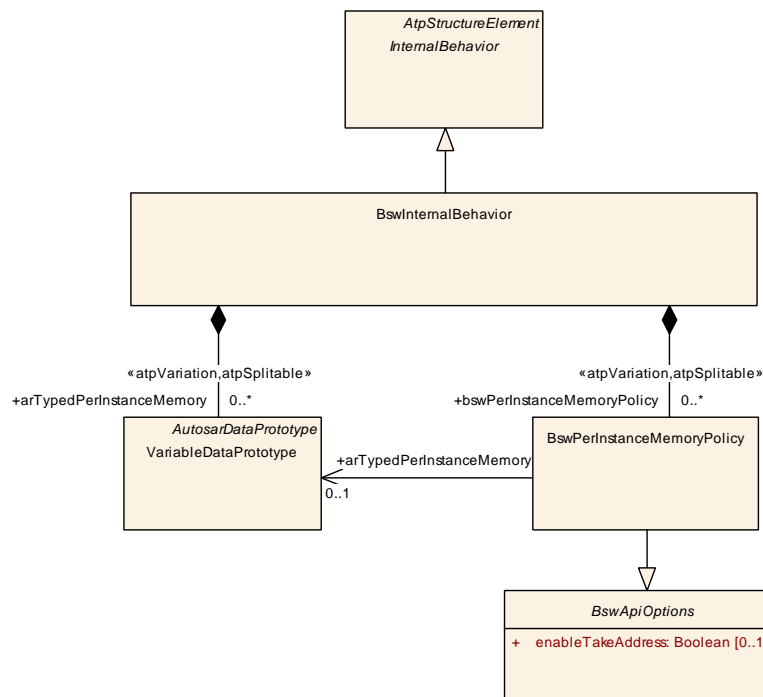 AtpStructureElement
InternalBehavior
BswInternalBehavior
«atpVariation,atpSplitable»
+arTypedPerInstanceMemory 0..*
«atpVariation,atpSplitable»
+bswPerInstanceMemoryPolicy 0..*
AutosarDataPrototype
VariableDataPrototype
+arTypedPerInstanceMemory
0..1
BswPerInstanceMemoryPolicy
BswApiOptions
+ enableTakeAddress: Boolean [0..1